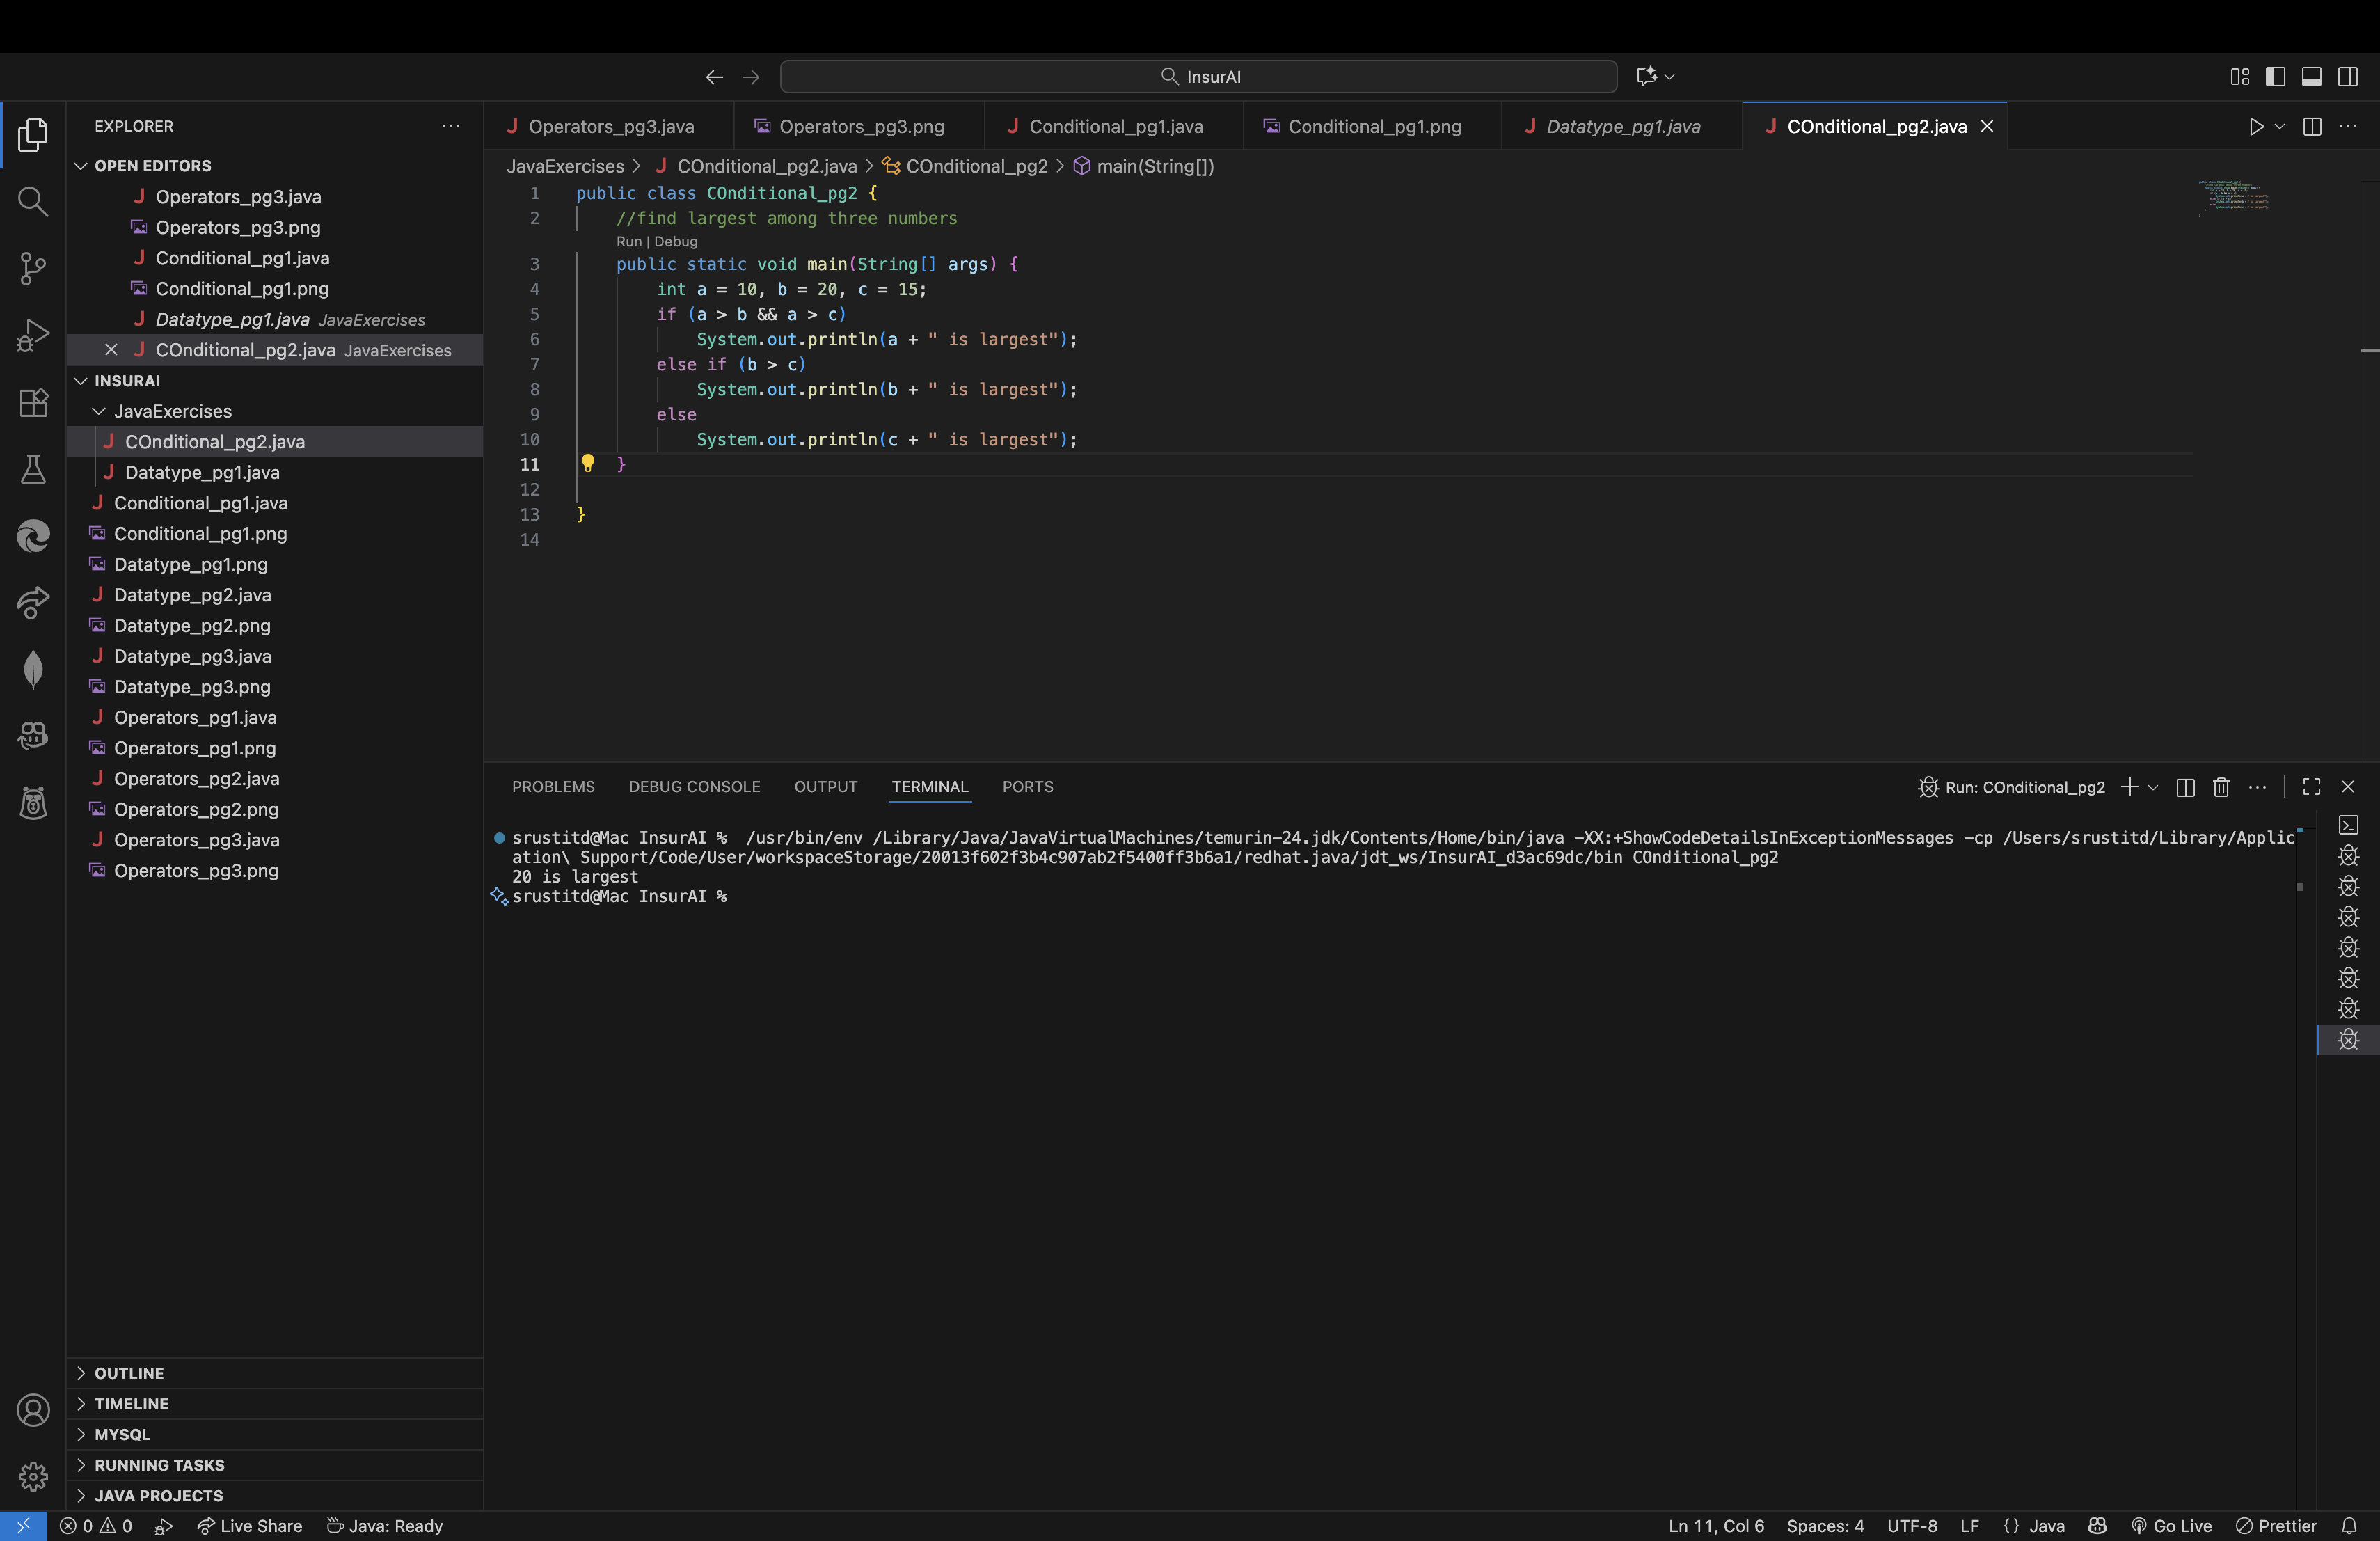 InsurAI
EXPLORER
OPEN EDITORS
Operators_pg3.java
Operators_pg3.png
Conditional_pg1.java
Conditional_pg1.png
Datatype_pg1.java JavaExercises
COnditional_pg2.java JavaExercises
INSURAI
JavaExercises
COnditional_pg2.java
Datatype_pg1.java
Conditional_pg1.java
Conditional_pg1.png
Datatype_pg1.png
Datatype_pg2.java
Datatype_pg2.png
Datatype_pg3.java
Datatype_pg3.png
Operators_pg1.java
Operators_pg1.png
Operators_pg2.java
Operators_pg2.png
Operators_pg3.java
Operators_pg3.png
OUTLINE
TIMELINE
MYSQL
RUNNING TASKS
JAVA PROJECTS
Operators_pg3.java Operators_pg3.png Conditional_pg1.java Conditional_pg1.png Datatype_pg1.java COnditional_pg2.java
JavaExercises > COnditional_pg2.java > COnditional_pg2 > main(String[])
1 public class COnditional_pg2 {
2 //find largest among three numbers
Run | Debug
3 public static void main(String[] args) {
4 int a = 10, b = 20, c = 15;
5 if (a > b && a > c)
6 System.out.println(a + " is largest");
7 else if (b > c)
8 System.out.println(b + " is largest");
9 else
10 System.out.println(c + " is largest");
11 }
12
13 }
14
PROBLEMS DEBUG CONSOLE OUTPUT TERMINAL PORTS
Run: COnditional_pg2
srustitd@Mac InsurAI % /usr/bin/env /Library/Java/JavaVirtualMachines/temurin-24.jdk/Contents/Home/bin/java -XX:+ShowCodeDetailsInExceptionMessages -cp /Users/srustitd/Library/Applic
ation\ Support/Code/User/workspaceStorage/20013f602f3b4c907ab2f5400ff3b6a1/redhat.java/jdt_ws/InsurAI_d3ac69dc/bin COnditional_pg2
20 is largest
srustitd@Mac InsurAI %
0 0 Live Share Java: Ready Ln 11, Col 6 Spaces: 4 UTF-8 LF {} Java Go Live Prettier